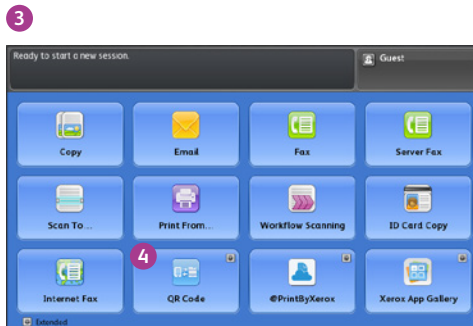 3
Ready to start a new session.
Guest
Copy
Email
Fax
Server Fax
Scan To ...
Print From...
Workflow Scanning
ID Card Copy
4
Internet Fax
QR Code
@PrintByXerox
Xerox App Gallery
Extended